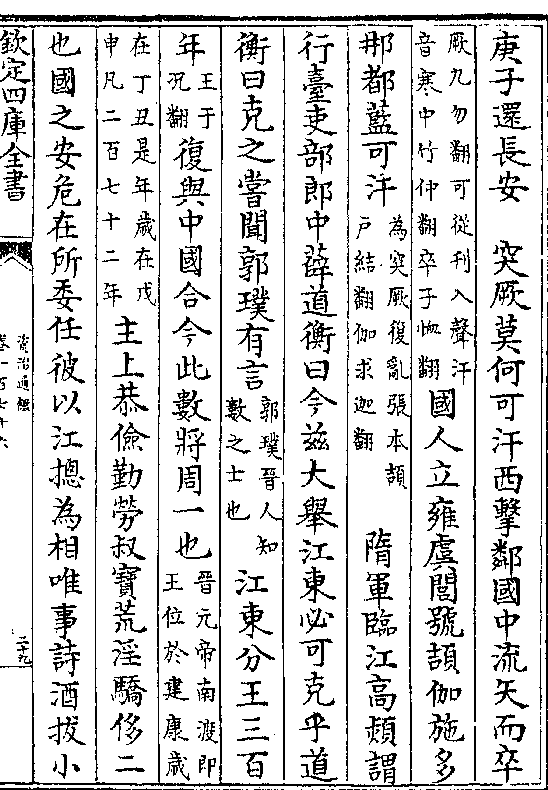 庚子還長安　突厥莫何可汗西擊鄰國中流矢而卒
厥九勿翻可從刋入聲汗
音寒中竹仲翻卒子恤翻
國人立雍虞閭號頡伽施多
那都藍可汗
為突厥復亂張本頡
戶結翻伽求迦翻
隋軍臨江高熲謂
行臺吏部郎中薛道衡曰今兹大舉江東必可克乎道
衡曰克之嘗聞郭璞有言
郭璞晉人知
數之士也
江東分王三百
年
王于
况翻
復與中國合今此數將周一也
晉元帝南渡即
王位於建康歲
在丁丑是年歲在戊
申凡二百七十二年
主上恭儉勤勞叔寶荒淫驕侈二
也國之安危在所委任彼以江摠為相唯事詩酒拔小
欽定四庫全書
資治通鑑
卷一百七十六
二十九